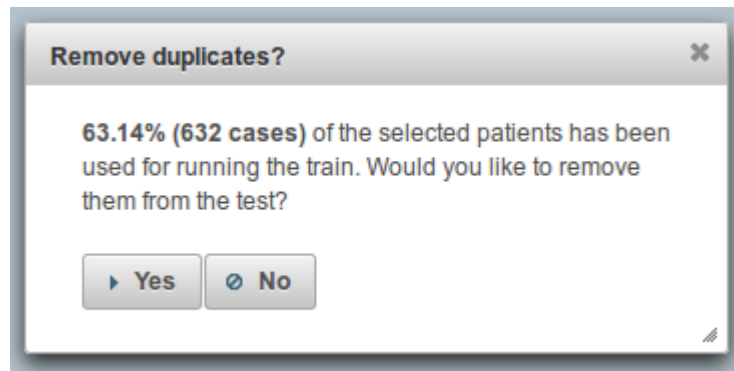 Remove duplicates?
63.14% (632 cases) of the selected patients has been
used for running the train. Would you like to remove
them from the test?
Yes
No